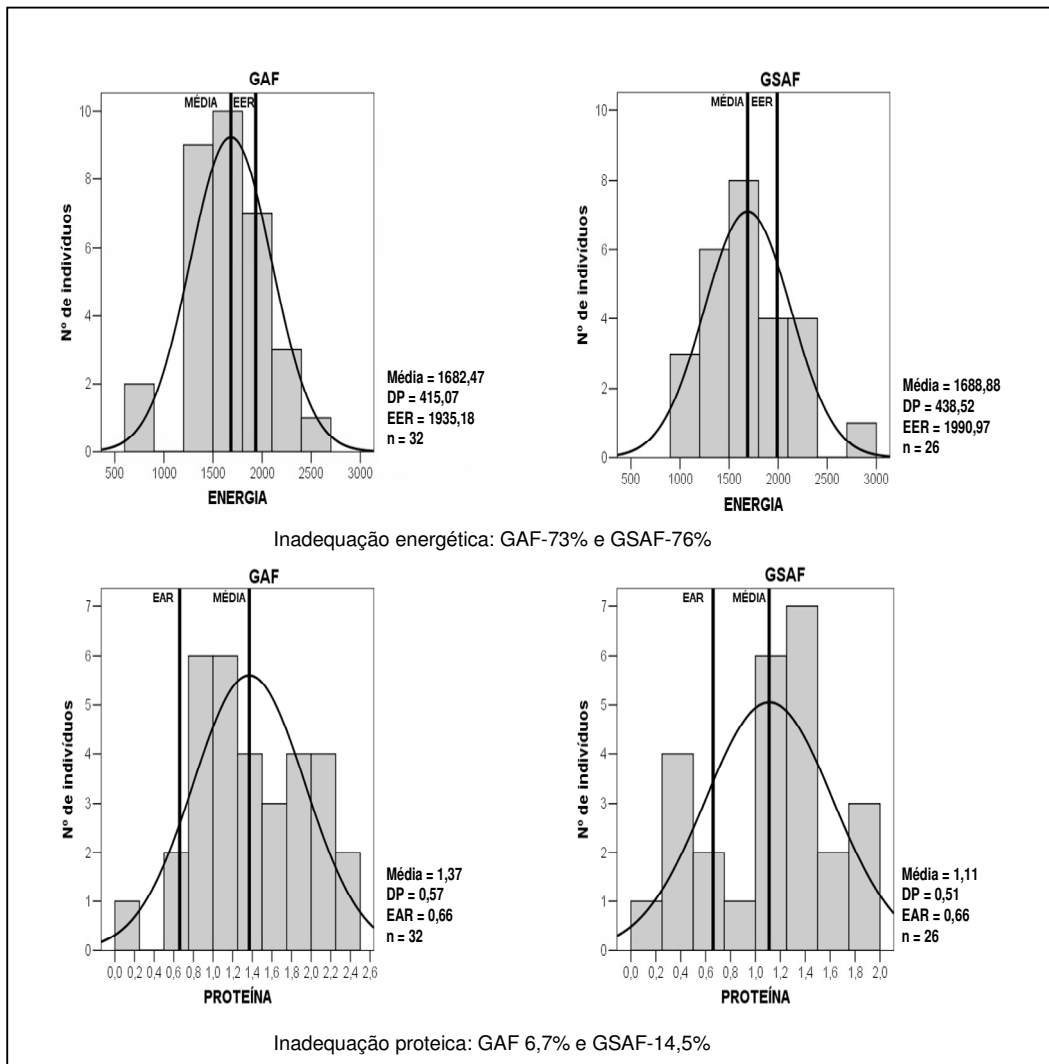 GAF
MÉDIA EER
10
8
6
4
2
0
Nº de indivíduos
500 1000 1500 2000 2500 3000
ENERGIA
Média = 1682,47
DP = 415,07
EER = 1935,18
n = 32
GSAF
MÉDIA EER
10
8
6
4
2
0
Nº de indivíduos
500 1000 1500 2000 2500 3000
ENERGIA
Média = 1688,88
DP = 438,52
EER = 1990,97
n = 26
Inadequação energética: GAF-73% e GSAF-76%
GAF
EAR MÉDIA
7
6
5
4
3
2
1
0
Nº de indivíduos
0,0 0,2 0,4 0,6 0,8 1,0 1,2 1,4 1,6 1,8 2,0 2,2 2,4 2,6
PROTEÍNA
Média = 1,37
DP = 0,57
EAR = 0,66
n = 32
GSAF
EAR MÉDIA
7
6
5
4
3
2
1
0
Nº de indivíduos
0,0 0,2 0,4 0,6 0,8 1,0 1,2 1,4 1,6 1,8 2,0
PROTEÍNA
Média = 1,11
DP = 0,51
EAR = 0,66
n = 26
Inadequação proteica: GAF 6,7% e GSAF-14,5%